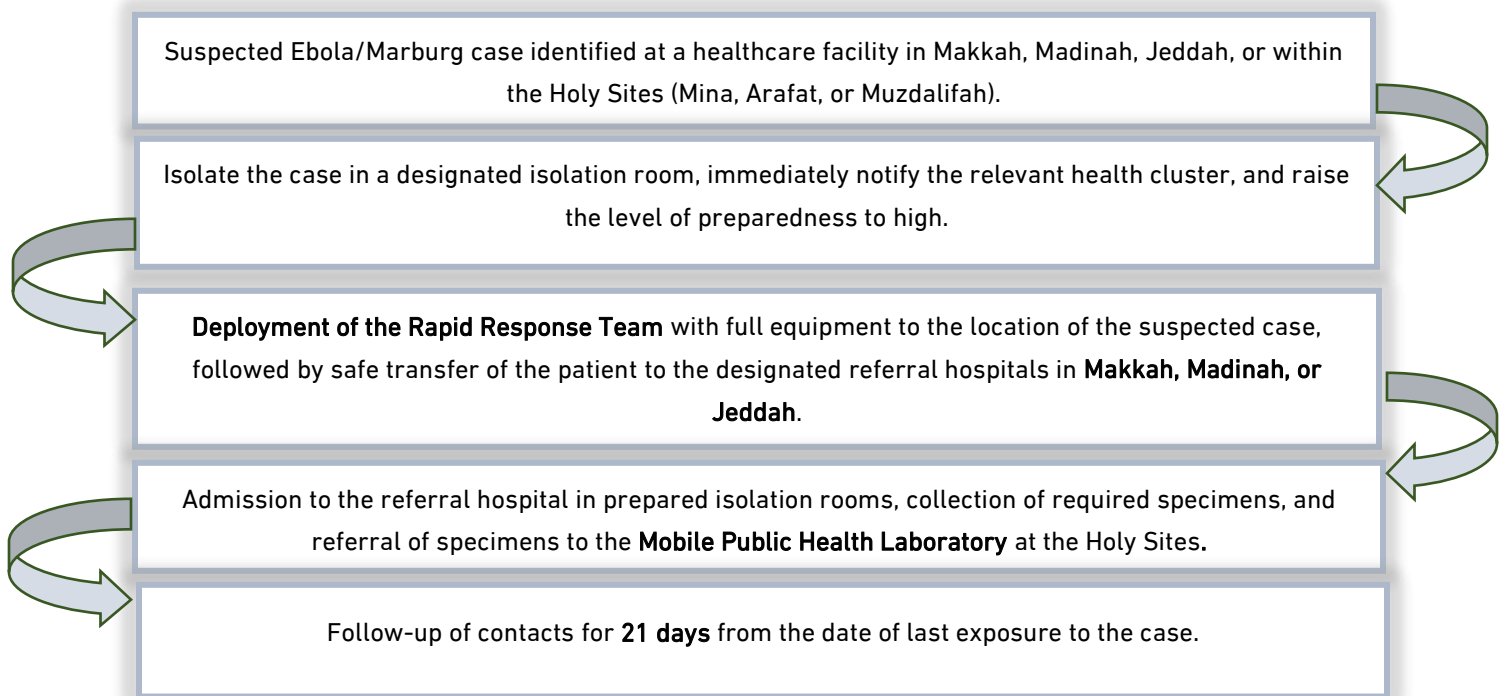 Suspected Ebola/Marburg case identified at a healthcare facility in Makkah, Madinah, Jeddah, or within
the Holy Sites (Mina, Arafat, or Muzdalifah).
Isolate the case in a designated isolation room, immediately notify the relevant health cluster, and raise
the level of preparedness to high.
Deployment of the Rapid Response Team with full equipment to the location of the suspected case,
followed by safe transfer of the patient to the designated referral hospitals in Makkah, Madinah, or
Jeddah.
Admission to the referral hospital in prepared isolation rooms, collection of required specimens, and
referral of specimens to the Mobile Public Health Laboratory at the Holy Sites.
Follow-up of contacts for 21 days from the date of last exposure to the case.